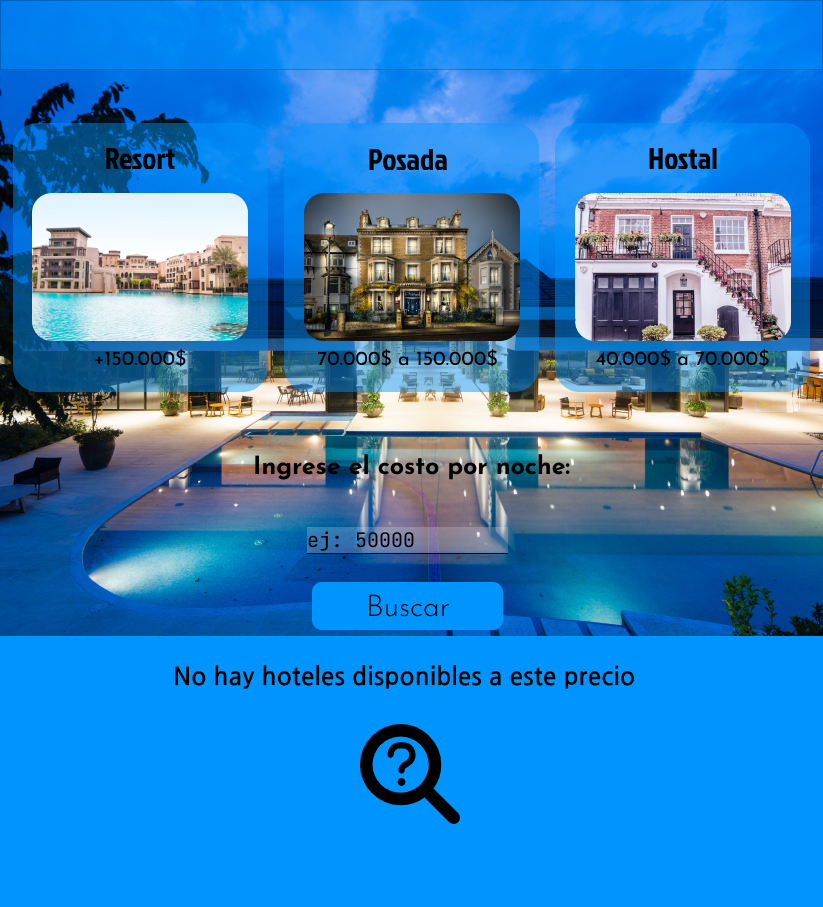 Resort
Posada
Hostal
+150.000$
70.000$ a 150.000$
40.000$ a 70.000$
Ingrese el costo por noche:
ej: 50000
Buscar
No hay hoteles disponibles a este precio
?